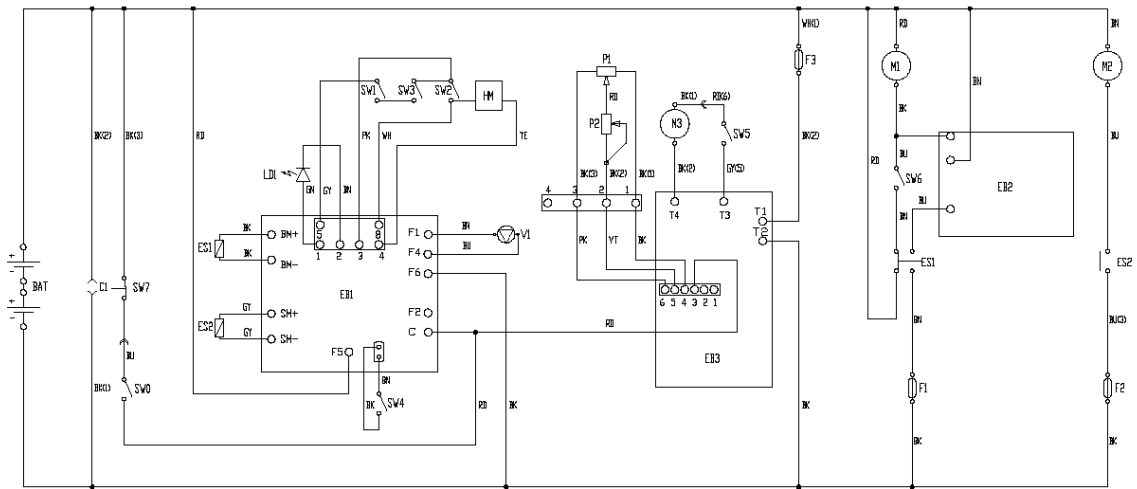 WH(1)
RD
BN
F3
M1
M2
P1
SW1
SW3
SW2
HM
BK(1)
RD(6)
BN
BK(2)
BK(3)
RD
PK
WH
YE
RD
P2
M3
SW5
BK(2)
BK
BU
LD1
GN
GY
BN
BK(3)
BK(2)
BK(1)
BK(2)
GY(5)
RD
BU
SW6
EB2
4
3
2
1
T4
T3
T1
T2
BU
BN
BK
BM+
ES1
BK
BM-
5
8
1
2
3
4
F1
BN
V1
F4
BU
F6
PK
VT
BK
ES1
ES2
+
-
BAT
+
-
C1
SW7
EB1
6
5
4
3
2
1
GY
SM+
ES2
GY
SM-
F2
C
RD
BN
BU(3)
F5
EB3
BU
BK(1)
SW0
BN
BK
SW4
RD
BK
BK
F1
F2
BK
BK